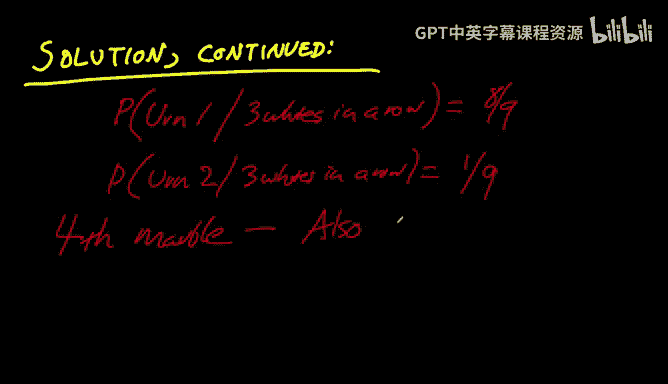 GPT中英字幕课程资源 bilibili
SOLUTION, CONTINUED:
P(Urn 1 / 3 whites in a row) = 8/9
P(Urn 2 / 3 whites in a row) = 1/9
4th marble — Also